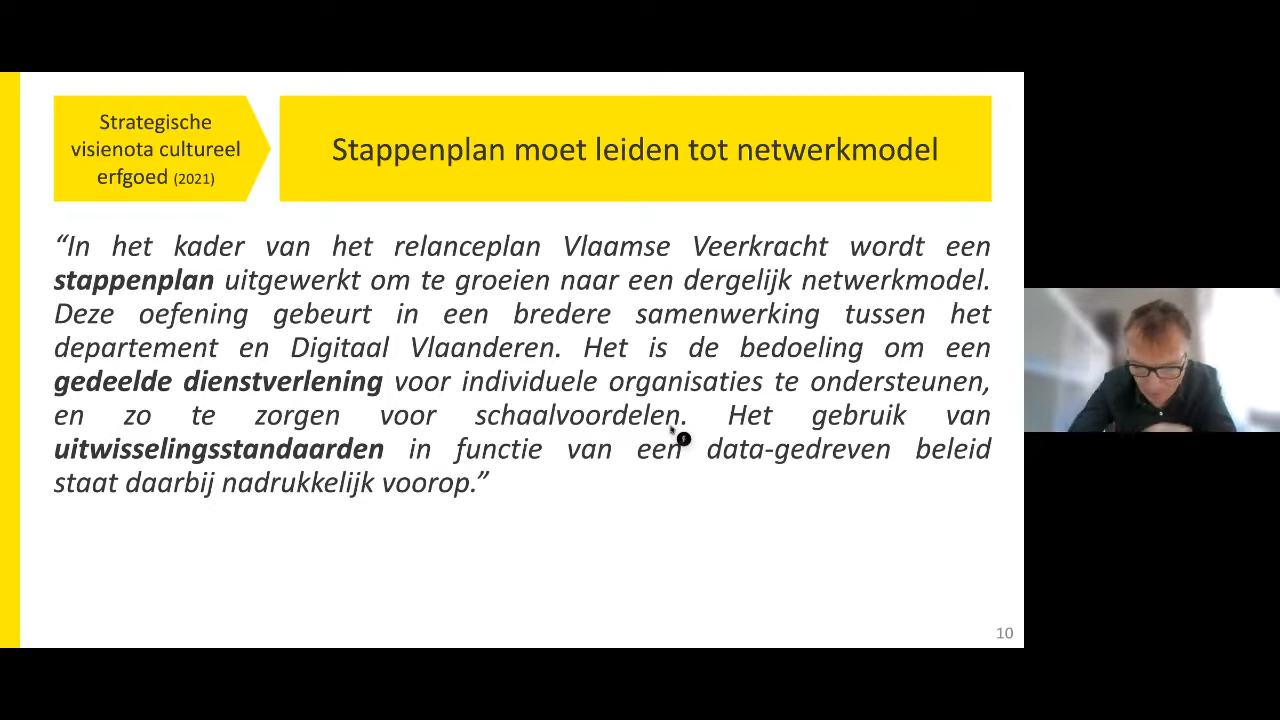 Strategische
visienota cultureel
erfgoed (2021)
Stappenplan moet leiden tot netwerkmodel
“In het kader van het relanceplan Vlaamse Veerkracht wordt een
stappenplan uitgewerkt om te groeien naar een dergelijk netwerkmodel.
Deze oefening gebeurt in een bredere samenwerking tussen het
departement en Digitaal Vlaanderen. Het is de bedoeling om een
gedeelde dienstverlening voor individuele organisaties te ondersteunen,
en zo te zorgen voor schaalvoordelen. Het gebruik van
uitwisselingsstandaarden in functie van een data-gedreven beleid
staat daarbij nadrukkelijk voorop.”
10